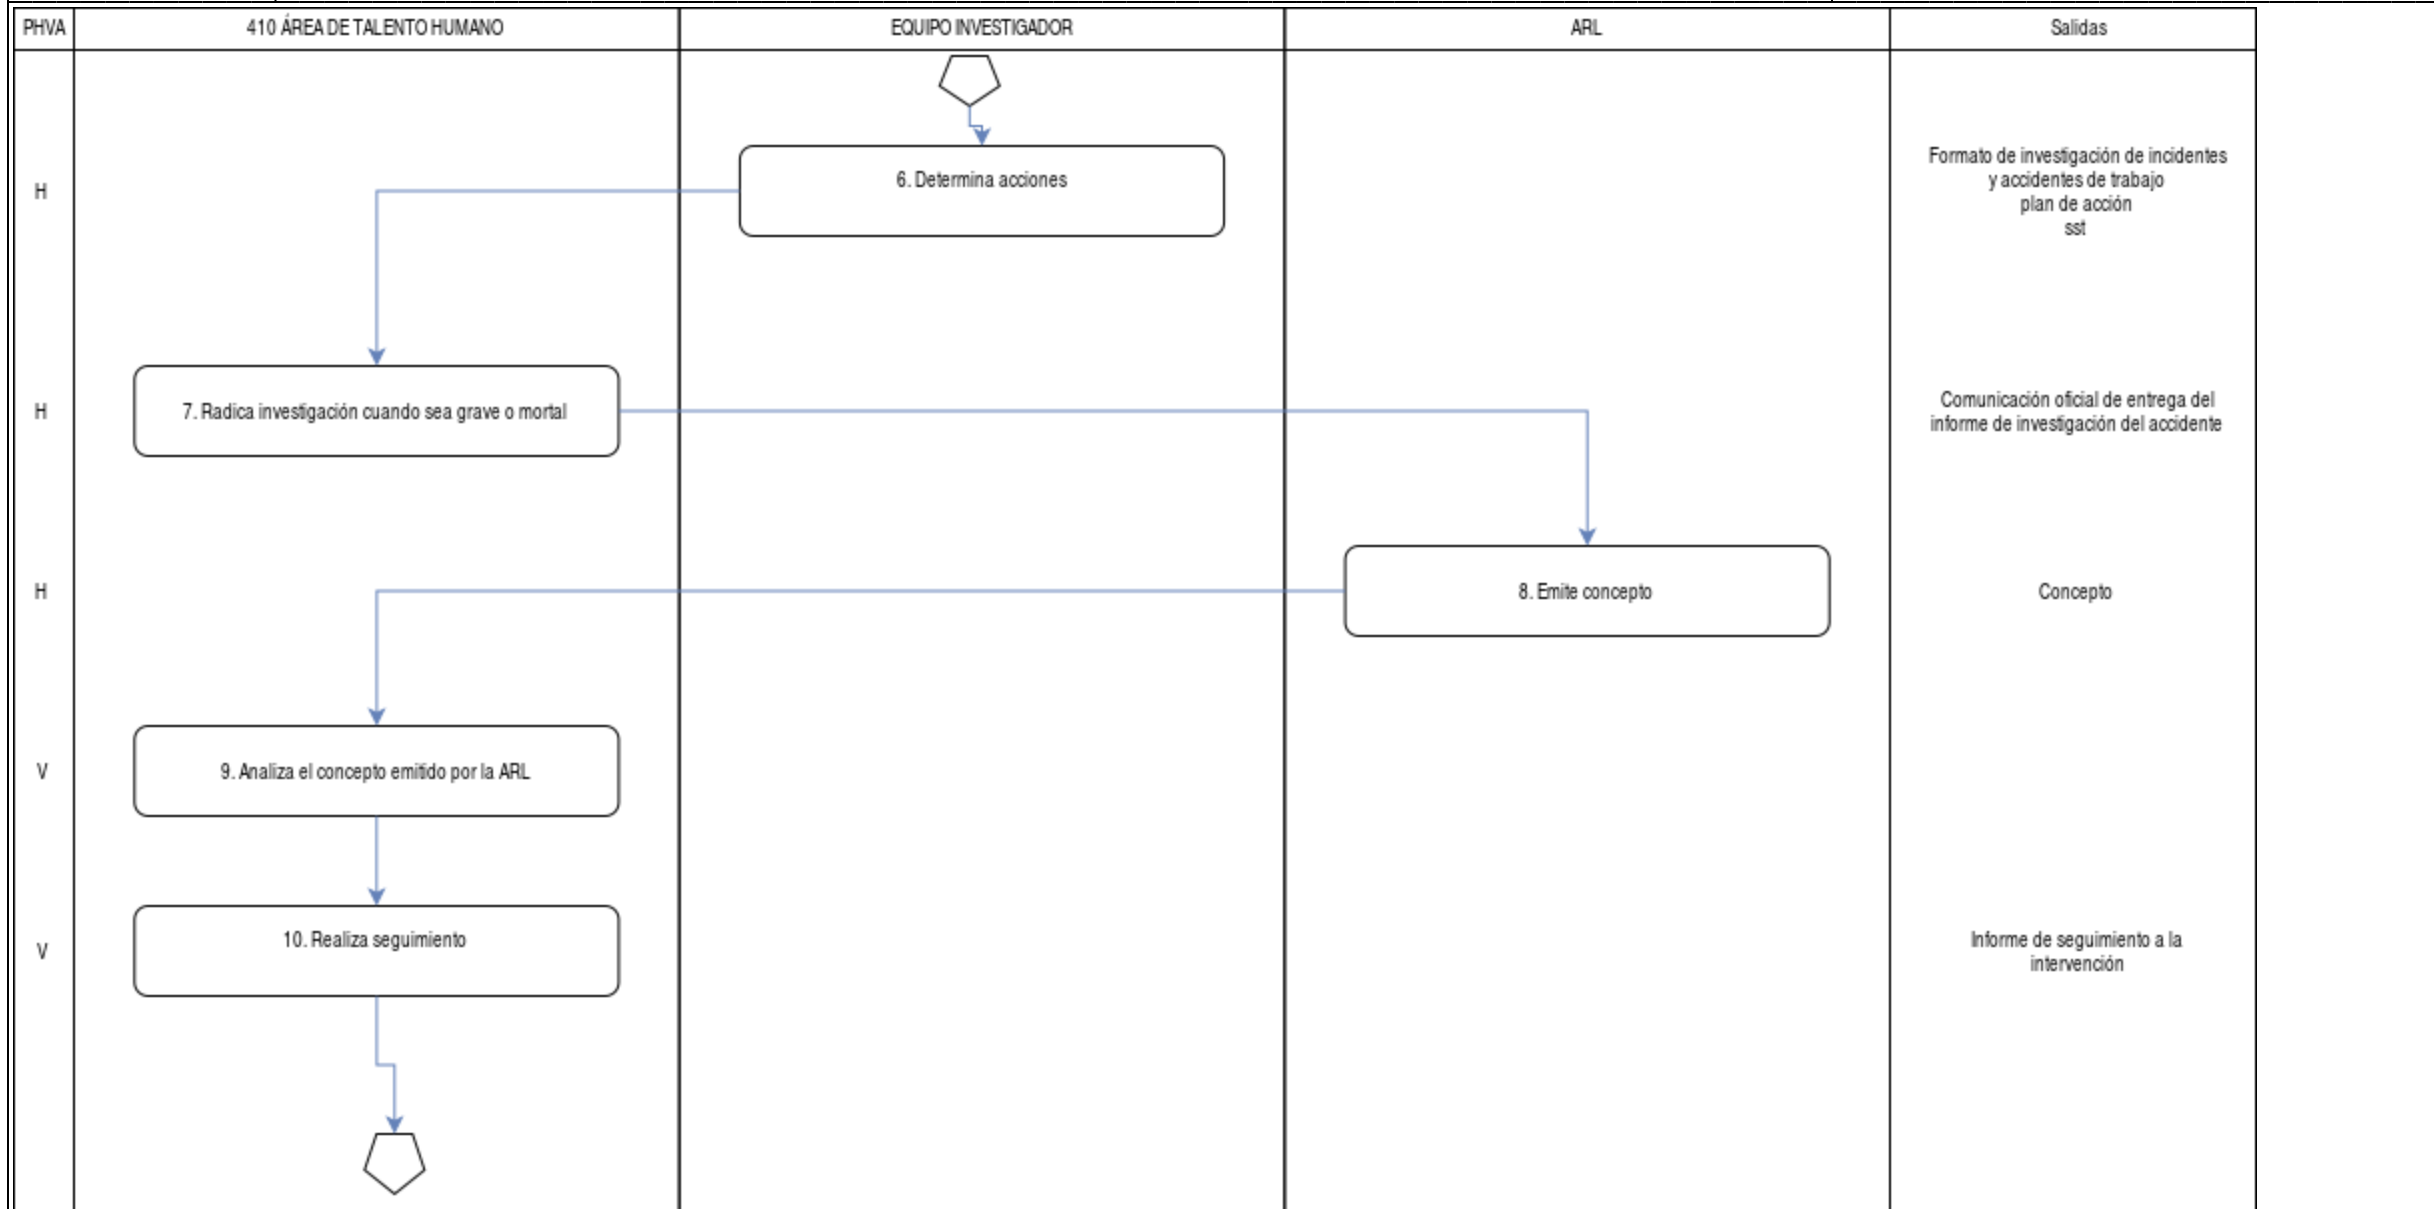 PHVA
410 ÁREA DE TALENTO HUMANO
EQUIPO INVESTIGADOR
ARL
Salidas
H
6. Determina acciones
Formato de investigación de incidentes
y accidentes de trabajo
plan de acción
sst
H
7. Radica investigación cuando sea grave o mortal
Comunicación oficial de entrega del
informe de investigación del accidente
H
8. Emite concepto
Concepto
V
9. Analiza el concepto emitido por la ARL
V
10. Realiza seguimiento
Informe de seguimiento a la
intervención